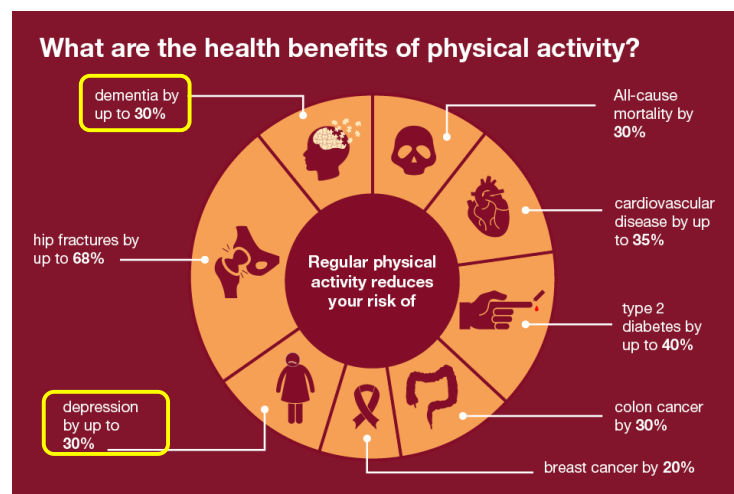 What are the health benefits of physical activity?
dementia by
up to 30%
All-cause
mortality by
30%
cardiovascular
disease by up
to 35%
hip fractures by
up to 68%
Regular physical
activity reduces
your risk of
type 2
diabetes by
up to 40%
depression
by up to
30%
colon cancer
by 30%
breast cancer by 20%